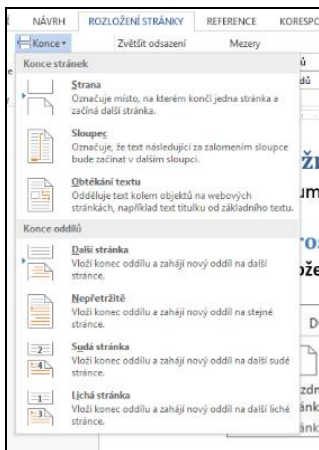 NÁVRH ROZLOŽENÍ STRÁNKY REFERENCE KORESPO
Konce Zvětšit odsazení Mezery
Konce stránek
Strana
Označuje místo, na kterém končí jedna stránka a
začíná další stránka.
Sloupec
Označuje, že text následující za zalomením sloupce
bude začínat v dalším sloupci.
Obtékání textu
Odděluje text kolem objektů na webových
stránkách, například text titulku od základního textu.
Konce oddílů
Další stránka
Vloží konec oddílu a zahájí nový oddíl na další
stránce.
Nepřetržitě
Vloží konec oddílu a zahájí nový oddíl na stejné
stránce.
Sudá stránka
Vloží konec oddílu a zahájí nový oddíl na další sudé
stránce.
Lichá stránka
Vloží konec oddílu a zahájí nový oddíl na další liché
stránce.